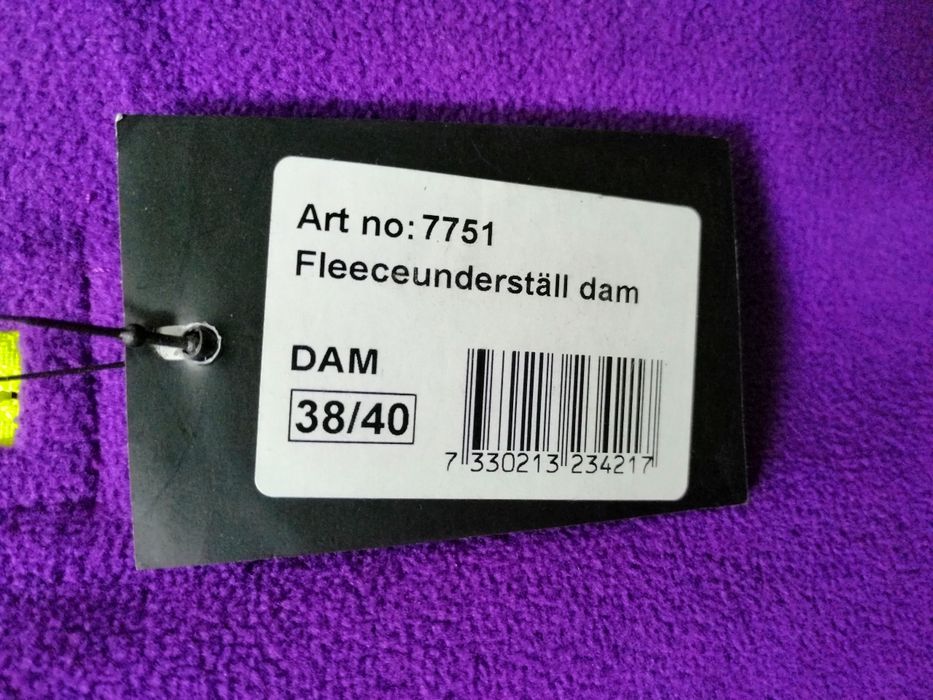 Art no: 7751
Fleeceunderställ dam
DAM
38/40
7 330213 234217